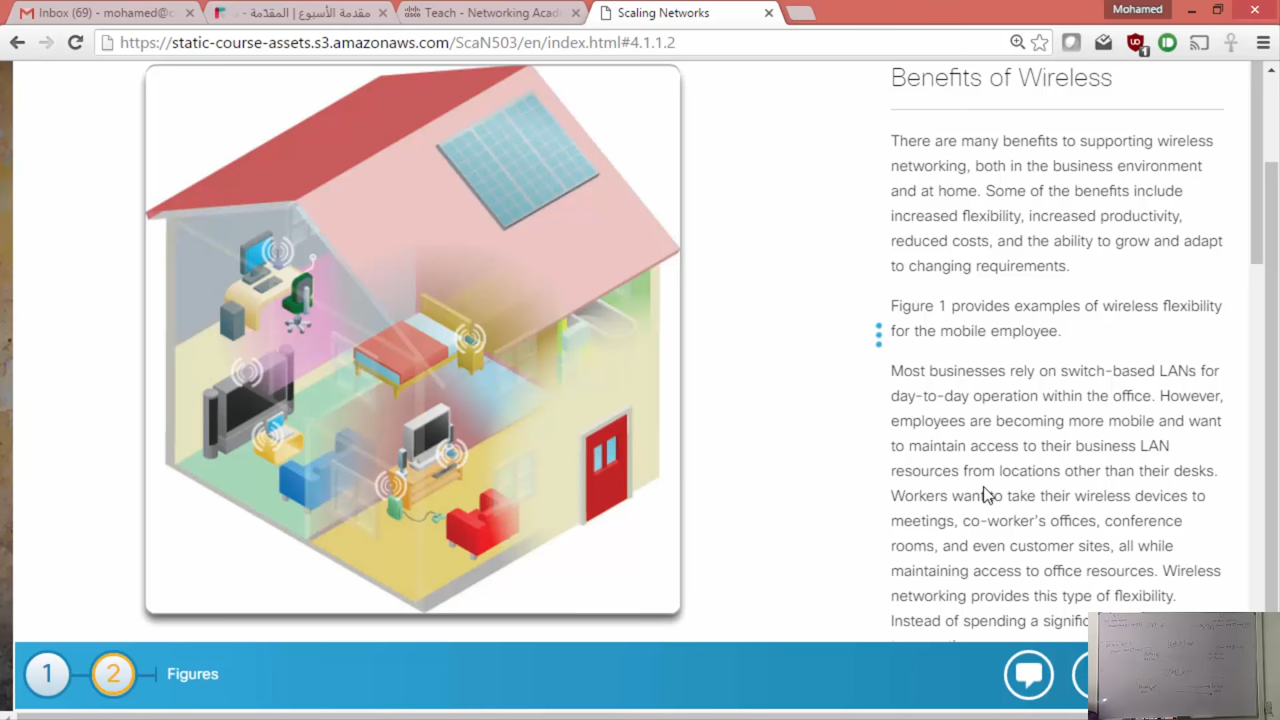 Inbox (69) - mohamed@c
مقدمة الأسبوع | المقدّمة - a
Teach - Networking Acad
Scaling Networks
Mohamed
https://static-course-assets.s3.amazonaws.com/ScaN503/en/index.html#4.1.1.2
1
Benefits of Wireless
There are many benefits to supporting wireless
networking, both in the business environment
and at home. Some of the benefits include
increased flexibility, increased productivity,
reduced costs, and the ability to grow and adapt
to changing requirements.
Figure 1 provides examples of wireless flexibility
for the mobile employee.
Most businesses rely on switch-based LANs for
day-to-day operation within the office. However,
employees are becoming more mobile and want
to maintain access to their business LAN
resources from locations other than their desks.
Workers want to take their wireless devices to
meetings, co-worker's offices, conference
rooms, and even customer sites, all while
maintaining access to office resources. Wireless
networking provides this type of flexibility.
Instead of spending a signific
1 2 Figures